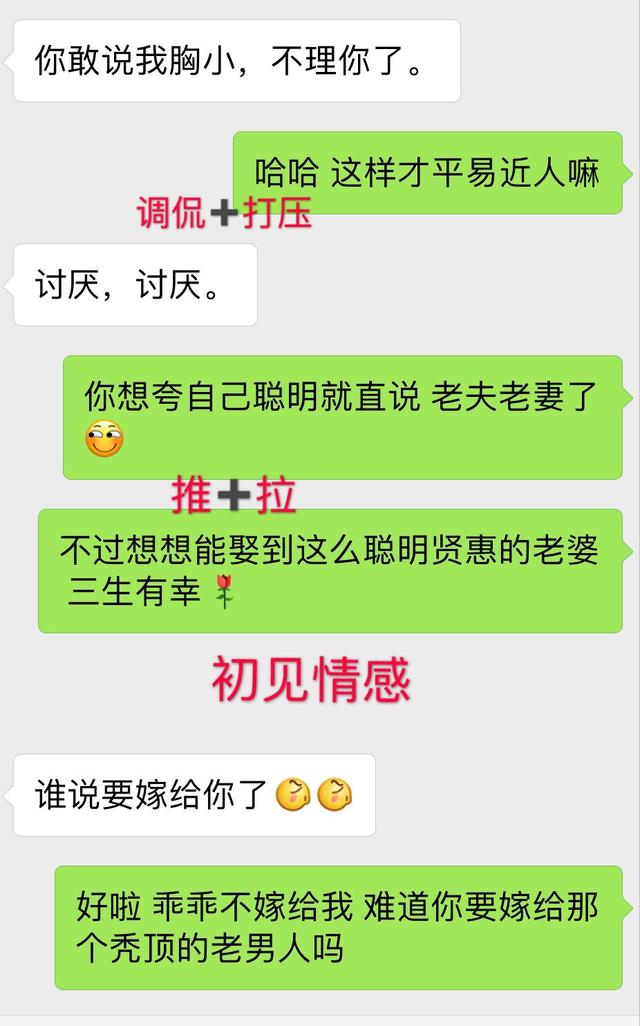 你敢说我胸小，不理你了。
哈哈 这样才平易近人嘛
调侃➕打压
讨厌，讨厌。
你想夸自己聪明就直说 老夫老妻了
推➕拉
不过想想能娶到这么聪明贤惠的老婆
三生有幸🌹
初见情感
谁说要嫁给你了
好啦 乖乖不嫁给我 难道你要嫁给那
个秃顶的老男人吗